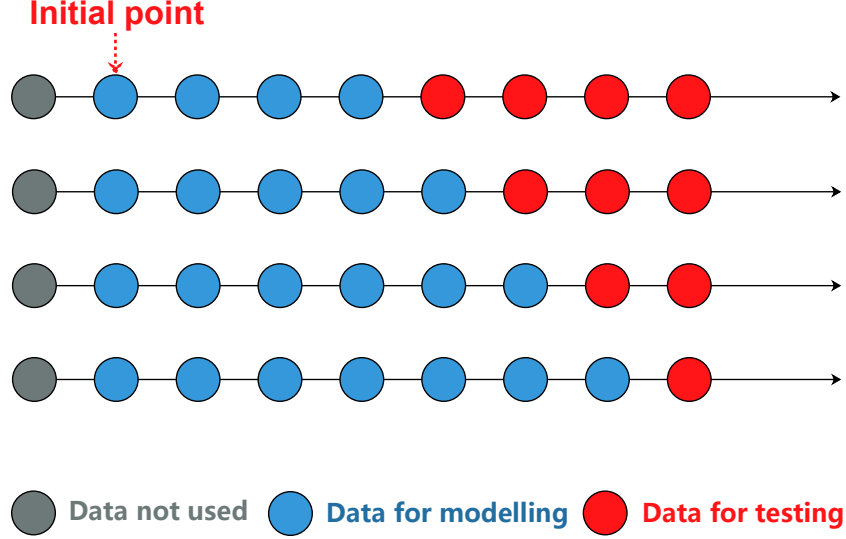 Initial point
Data not used
Data for modelling
Data for testing